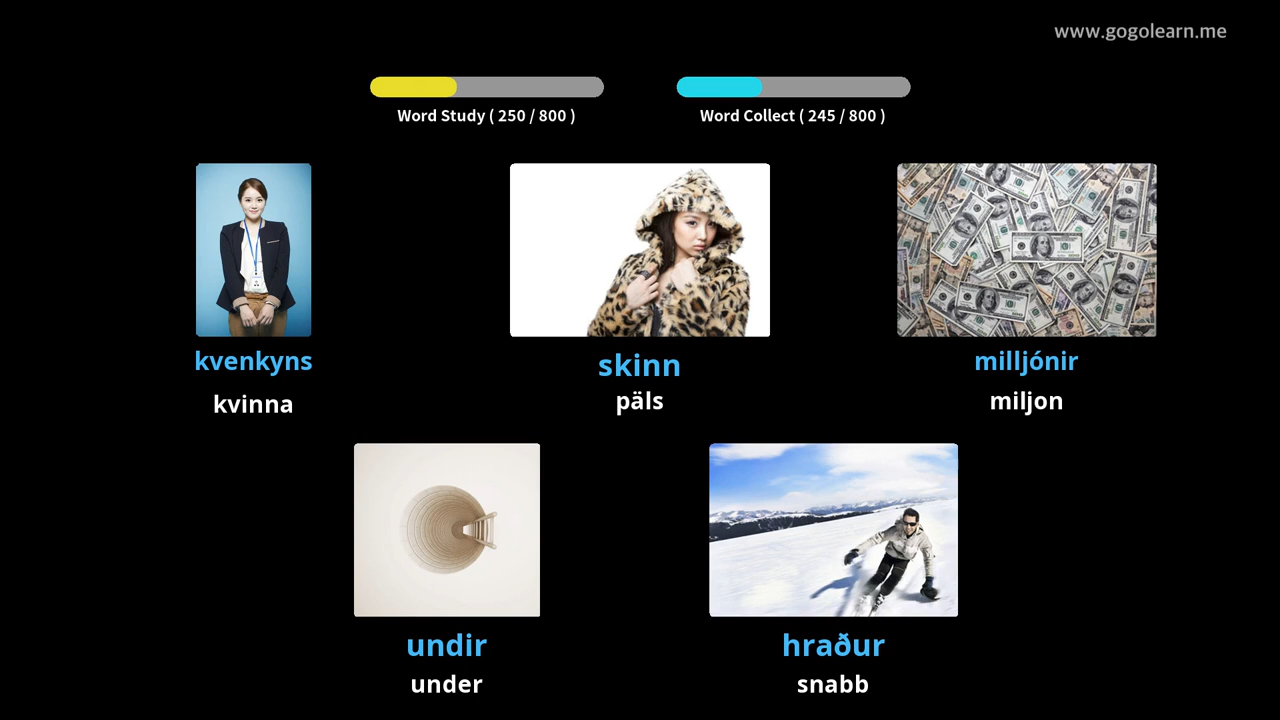 www.gogolearn.me
Word Study ( 250 / 800 )
Word Collect ( 245 / 800 )
kvenkyns
kvinna
skinn
päls
milljónir
miljon
undir
under
hraður
snabb